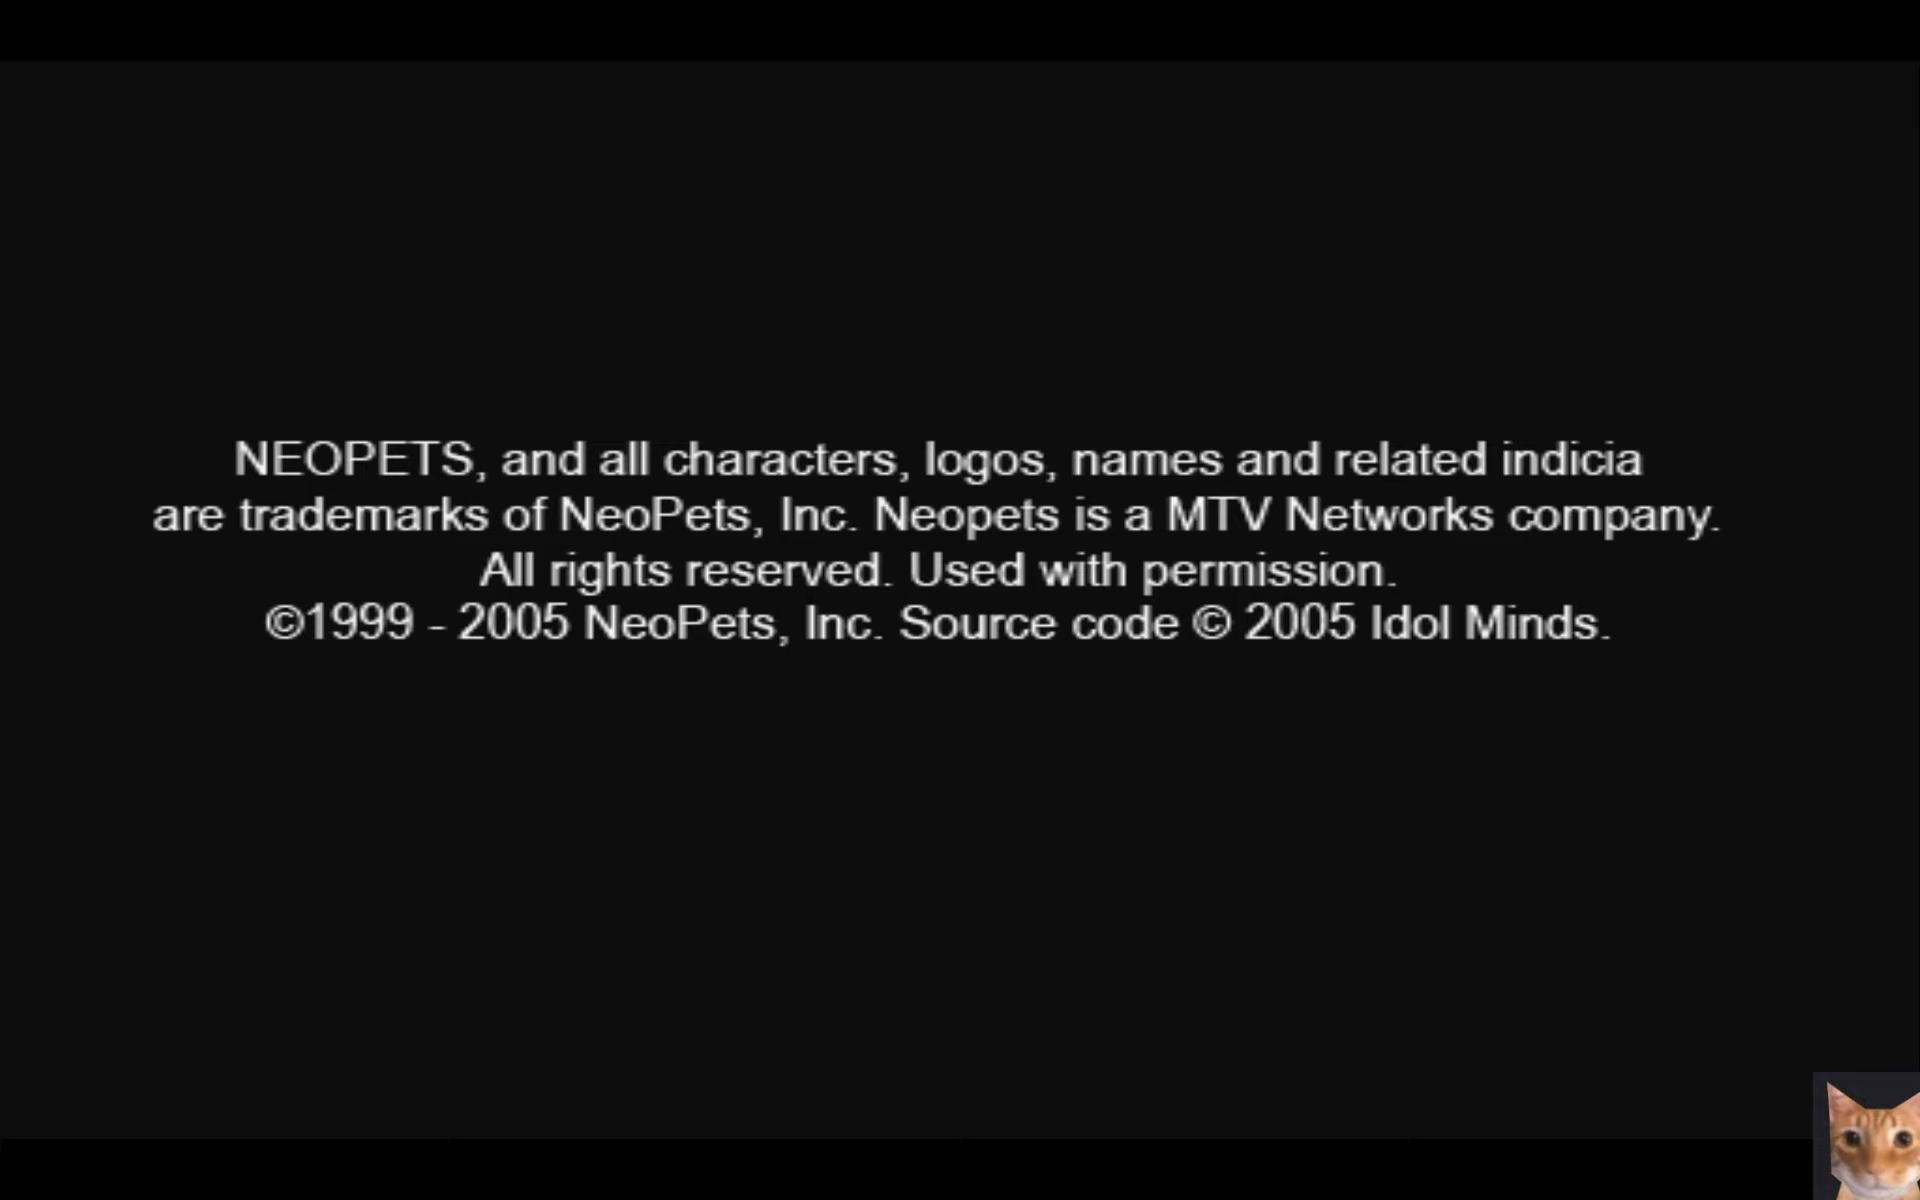 NEOPETS, and all characters, logos, names and related indicia
are trademarks of NeoPets, Inc. Neopets is a MTV Networks company.
All rights reserved. Used with permission.
©1999 - 2005 NeoPets, Inc. Source code © 2005 Idol Minds.